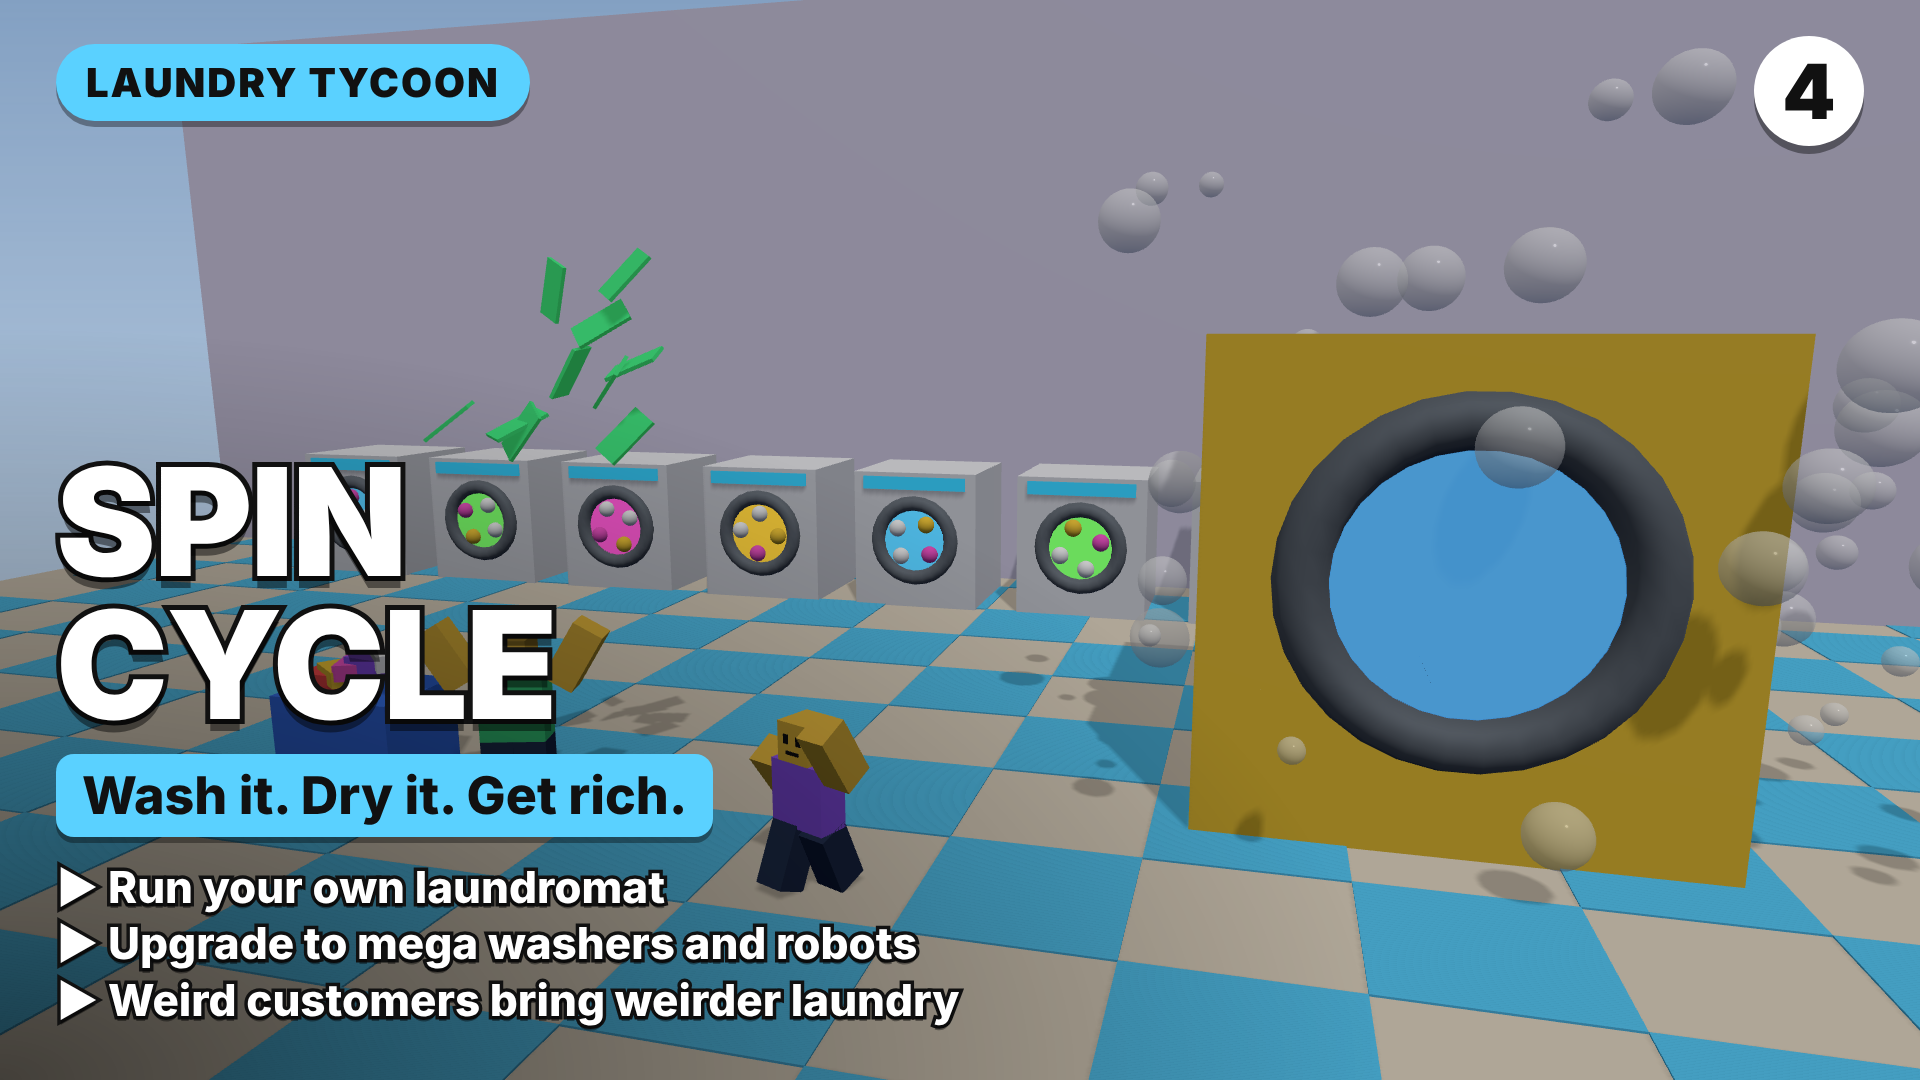 LAUNDRY TYCOON
4
SPIN
CYCLE
Wash it. Dry it. Get rich.
▶ Run your own laundromat
▶ Upgrade to mega washers and robots
▶ Weird customers bring weirder laundry